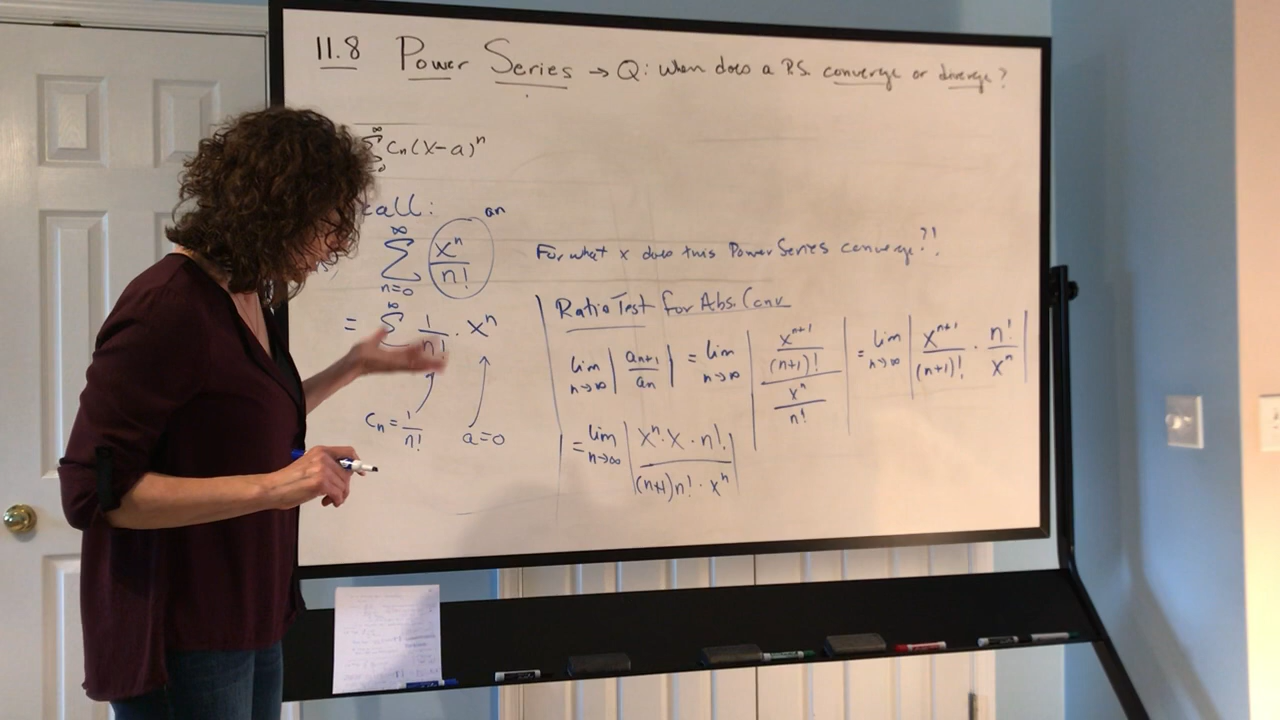 11.8 Power Series → Q: When does a P.S. converge or diverge?
∞ Cn(x-a)^n
call: an
∞ Σ n=0 x^n/n! For what x does this Power Series converge?!
= ∞ Σ 1/n! · x^n
Cn = 1/n! a=0
Ratio Test for Abs. Conv
lim n→∞ | an+1/an | = lim n→∞ | (x^n+1/(n+1)!)/(x^n/n!) | = lim n→∞ | x^n+1/(n+1)! · n!/x^n |
= lim n→∞ | x^n·x·n!/(n+1)n!·x^n |